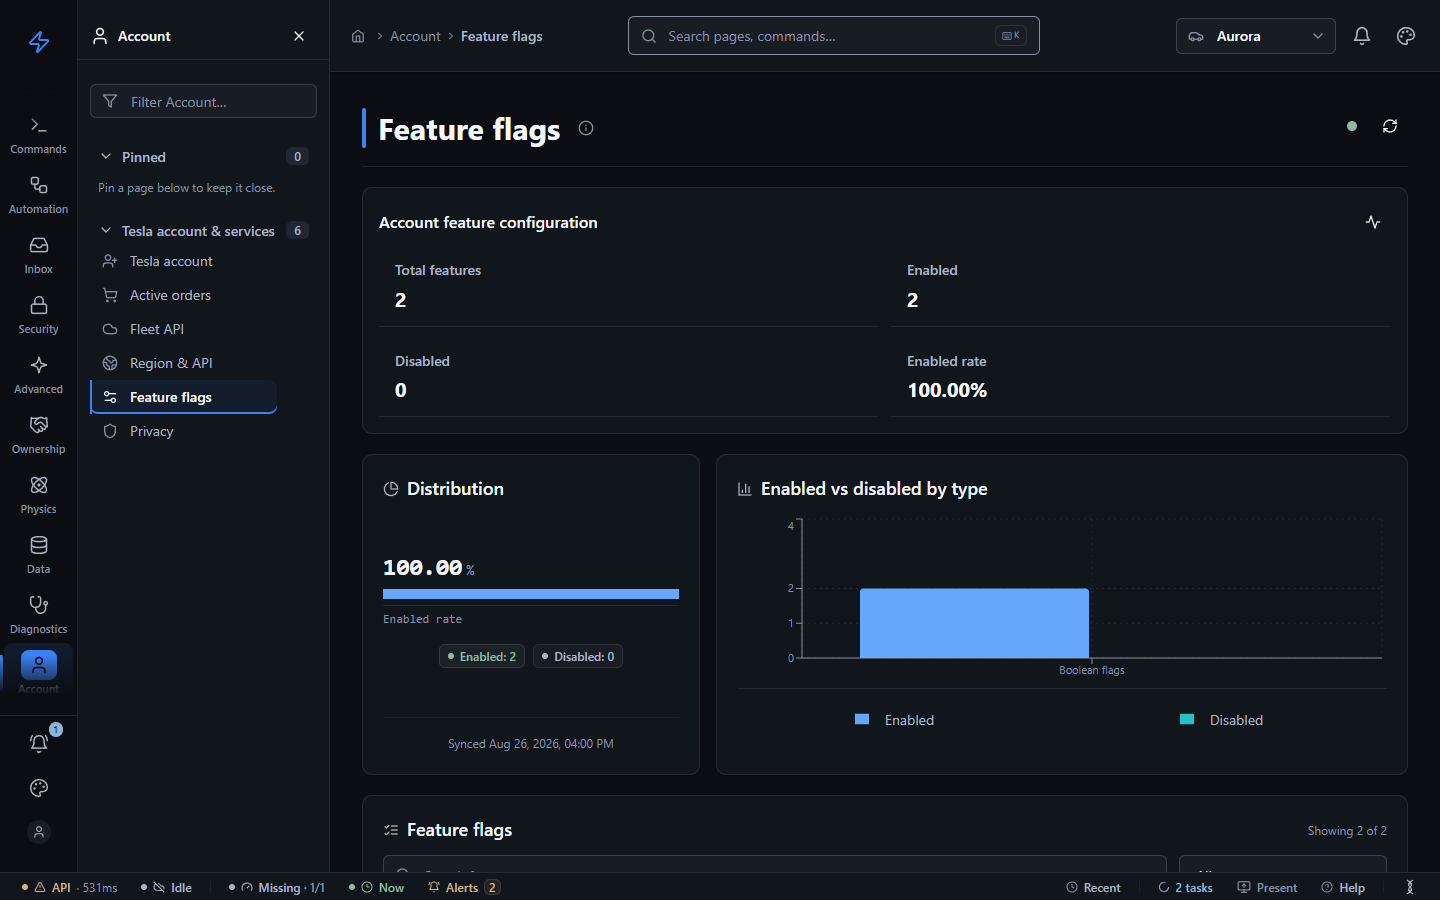 Account
Account
Feature flags
Search pages, commands...
K
Aurora
Filter Account...
Commands
Automation
Inbox
Security
Advanced
Ownership
Physics
Data
Diagnostics
Account
1
Pinned
0
Pin a page below to keep it close.
Tesla account & services
6
Tesla account
Active orders
Fleet API
Region & API
Feature flags
Privacy
Feature flags
Account feature configuration
Total features
2
Enabled
2
Disabled
0
Enabled rate
100.00%
Distribution
100.00 %
Enabled rate
Enabled: 2
Disabled: 0
Synced Aug 26, 2026, 04:00 PM
Enabled vs disabled by type
4
2
1
0
Boolean flags
Enabled
Disabled
Feature flags
Showing 2 of 2
API · 531ms
Idle
Missing · 1/1
Now
Alerts 2
Recent
2 tasks
Present
Help